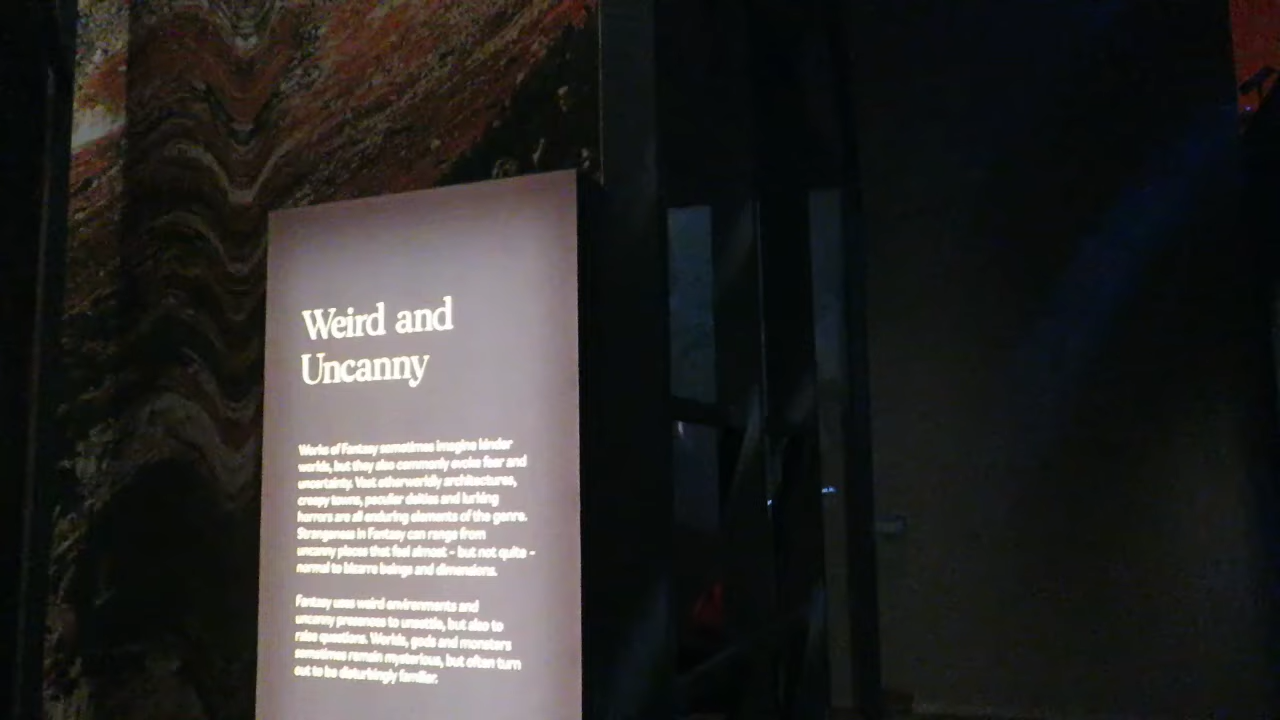 Weird and
Uncanny
Works of Fantasy sometimes imagine kinder
worlds, but they also commonly evoke fear and
uncertainty. Vast otherworldly architectures,
creepy towns, peculiar deities and lurking
horrors are all enduring elements of the genre.
Strangeness in Fantasy can range from
uncanny places that feel almost – but not quite –
normal to bizarre beings and dimensions.
Fantasy uses weird environments and
uncanny presences to unsettle, but also to
raise questions. Worlds, gods and monsters
sometimes remain mysterious, but often turn
out to be disturbingly familiar.